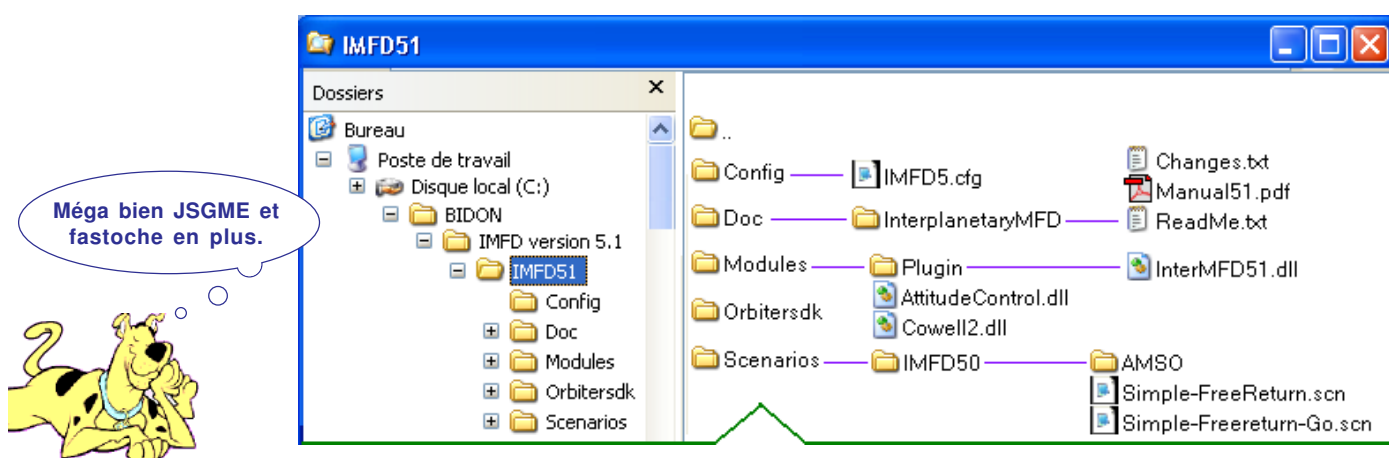 IMFD51
Dossiers
Bureau
Poste de travail
Disque local (C:)
BIDON
IMFD version 5.1
IMFD51
Config
Doc
Modules
Orbitersdk
Scenarios
Méga bien JSGME et
fastoche en plus.
..
Config IMFD5.cfg
Changes.txt
Manual51.pdf
Doc InterplanetaryMFD ReadMe.txt
Modules Plugin InterMFD51.dll
AttitudeControl.dll
Orbitersdk
Cowell2.dll
Scenarios IMFD50 AMSO
Simple-FreeReturn.scn
Simple-Freereturn-Go.scn